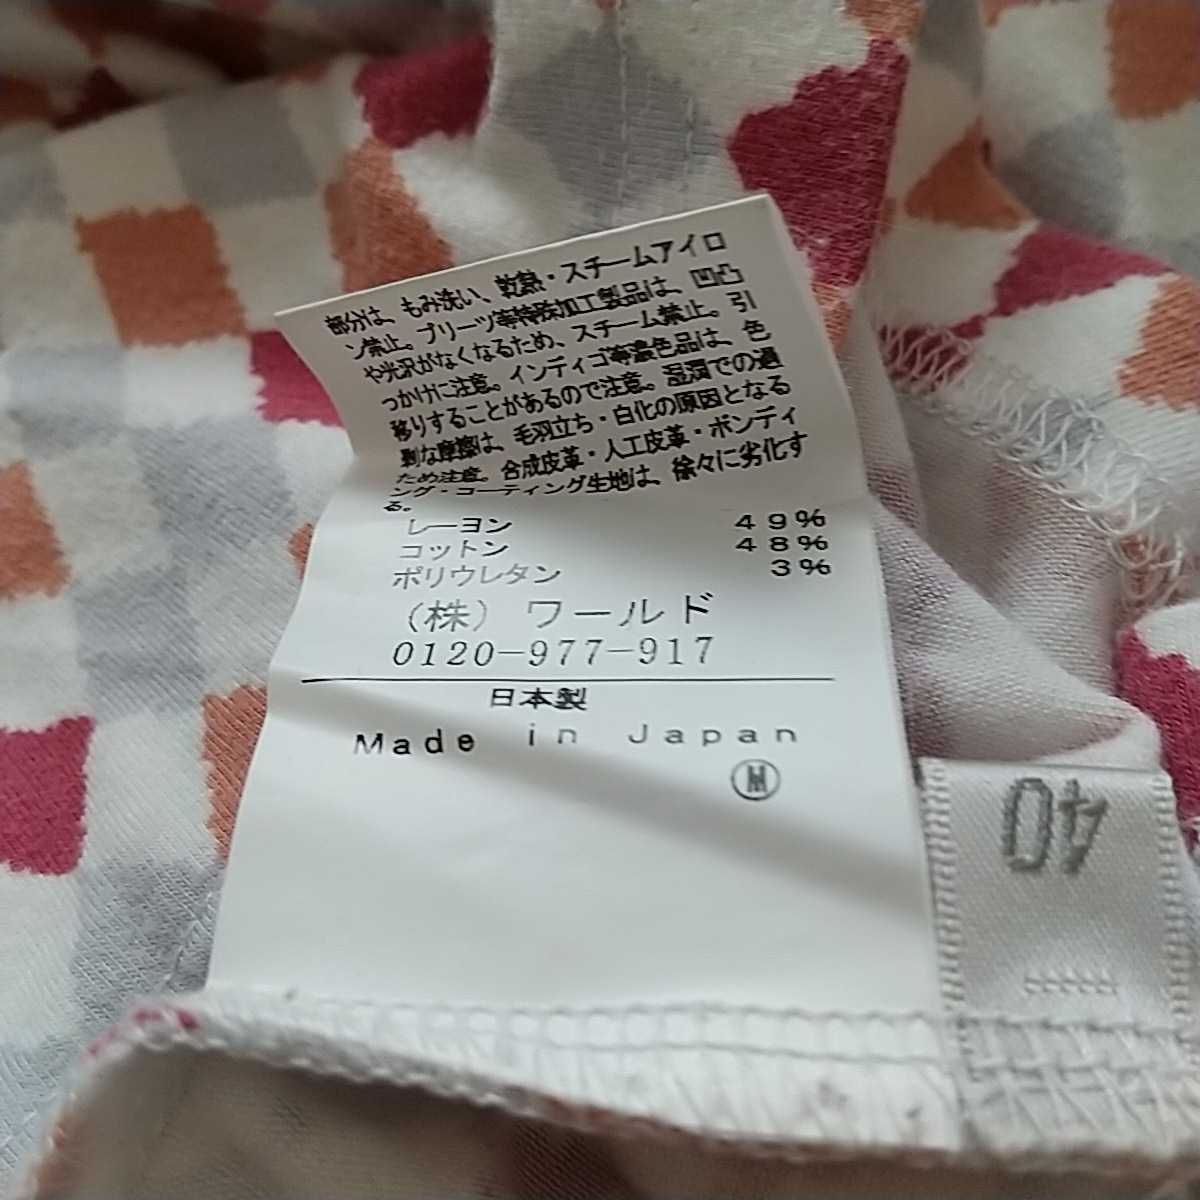 部分は、もみ洗い、乾熱・スチームアイロ
ン禁止。プリーツ等特殊加工製品は、凹凸
や光沢がなくなるため、スチーム禁止。引
っかけに注意。インディゴ等濃色品は、色
移りすることがあるので注意。湿潤での過
剰な摩擦は、毛羽立ち・白化の原因となる
ため注意。合成皮革・人工皮革・ボンディ
ング・コーティング生地は、徐々に劣化す
る。
レーヨン 49%
コットン 48%
ポリウレタン 3%
(株) ワールド
0120-977-917
日本製
Made in Japan
M
40